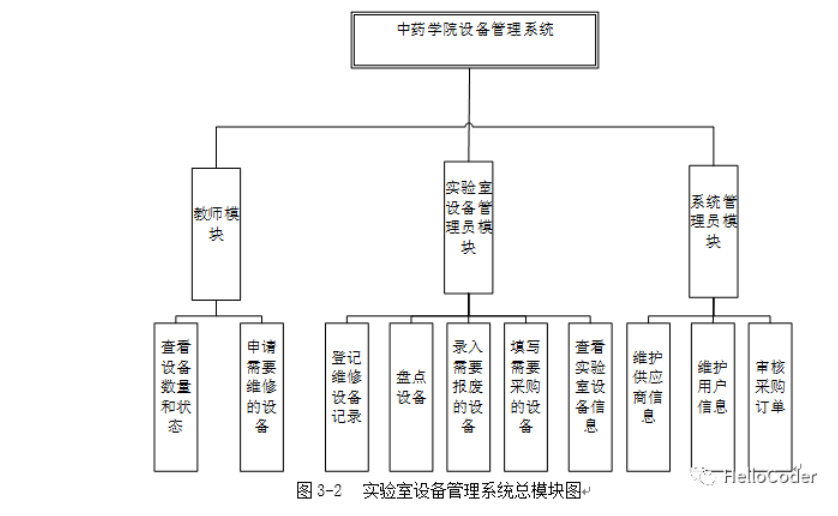 中药学院设备管理系统
教师模
块
实验室
设备管
理员模
块
系统管
理员模
块
查看
设备
数量
和状
态
申请
需要
维修
的设
备
登记
维修
设备
记录
盘点
设备
录入
需要
报废
的设
备
填写
需要
采购
的设
备
查看
实验
室设
备信
息
维护
供应
商信
息
维护
用户
信息
审核
采购
订单
HelloCoder
图 3-2 实验室设备管理系统总模块图